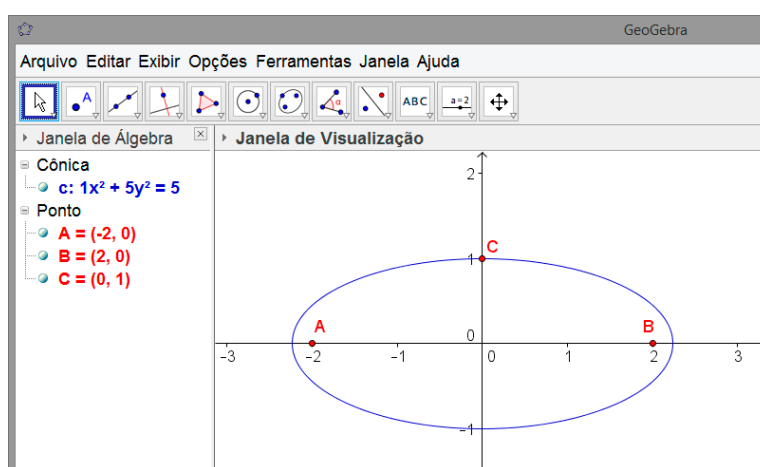 GeoGebra
Arquivo Editar Exibir Opções Ferramentas Janela Ajuda
A α ABC a=2
Janela de Álgebra
Janela de Visualização
Cônica
c: 1x² + 5y² = 5
Ponto
A = (-2, 0)
B = (2, 0)
C = (0, 1)
2
C
1
A
0
B
-3 -2 -1 0 1 2 3
-1